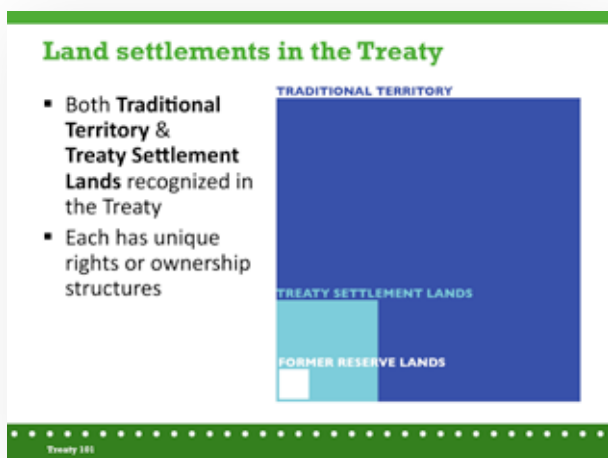 Land settlements in the Treaty
▪ Both Traditional
Territory &
Treaty Settlement
Lands recognized in
the Treaty
▪ Each has unique
rights or ownership
structures
TRADITIONAL TERRITORY
TREATY SETTLEMENT LANDS
FORMER RESERVE LANDS
Treaty 101